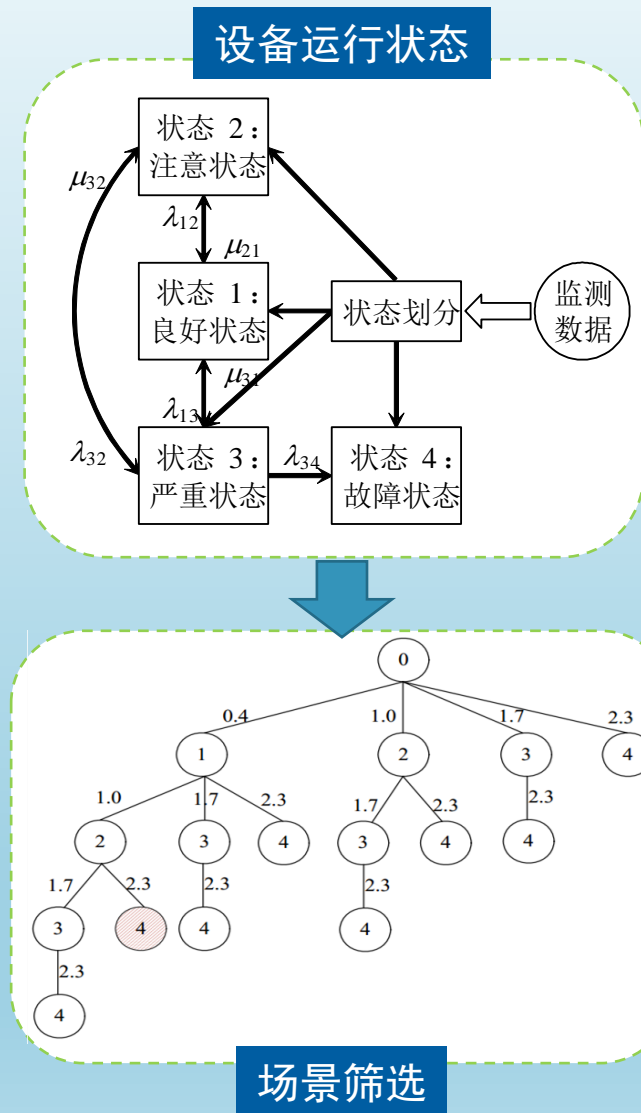 设备运行状态
状态 2：
注意状态
μ32
λ12
μ21
状态 1：
良好状态
状态划分
监测
数据
μ31
λ13
λ32
状态 3：
严重状态
λ34
状态 4：
故障状态
0
0.4
1.0
1.7
2.3
1
2
3
4
1.0
1.7
2.3
1.7
2.3
2.3
2
3
4
3
4
4
1.7
2.3
2.3
2.3
3
4
4
4
2.3
4
场景筛选